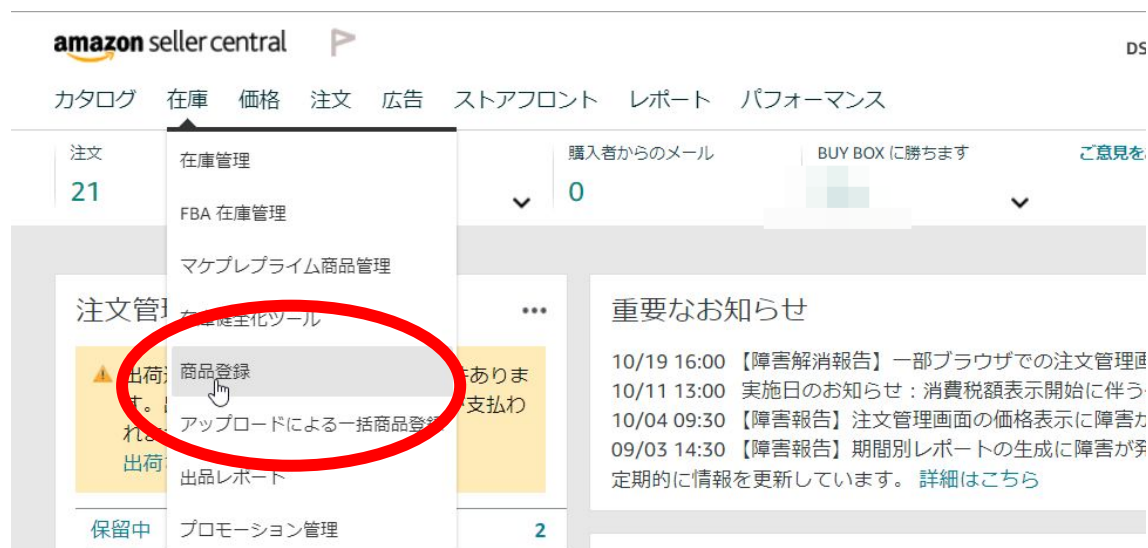 amazon seller central
DS
カタログ 在庫 価格 注文 広告 ストアフロント レポート パフォーマンス
注文
21
購入者からのメール
0
BUY BOX に勝ちます
ご意見を
在庫管理
FBA 在庫管理
マケプレプライム商品管理
在庫健全化ツール
商品登録
アップロードによる一括商品登録
出品レポート
プロモーション管理
注文管
出荷
ありま
す。
支払わ
れ
出荷
保留中 2
重要なお知らせ
10/19 16:00 【障害解消報告】一部ブラウザでの注文管理画
10/11 13:00 実施日のお知らせ:消費税額表示開始に伴う
10/04 09:30 【障害報告】注文管理画面の価格表示に障害が
09/03 14:30 【障害報告】期間別レポートの生成に障害が発
定期的に情報を更新しています。 詳細はこちら